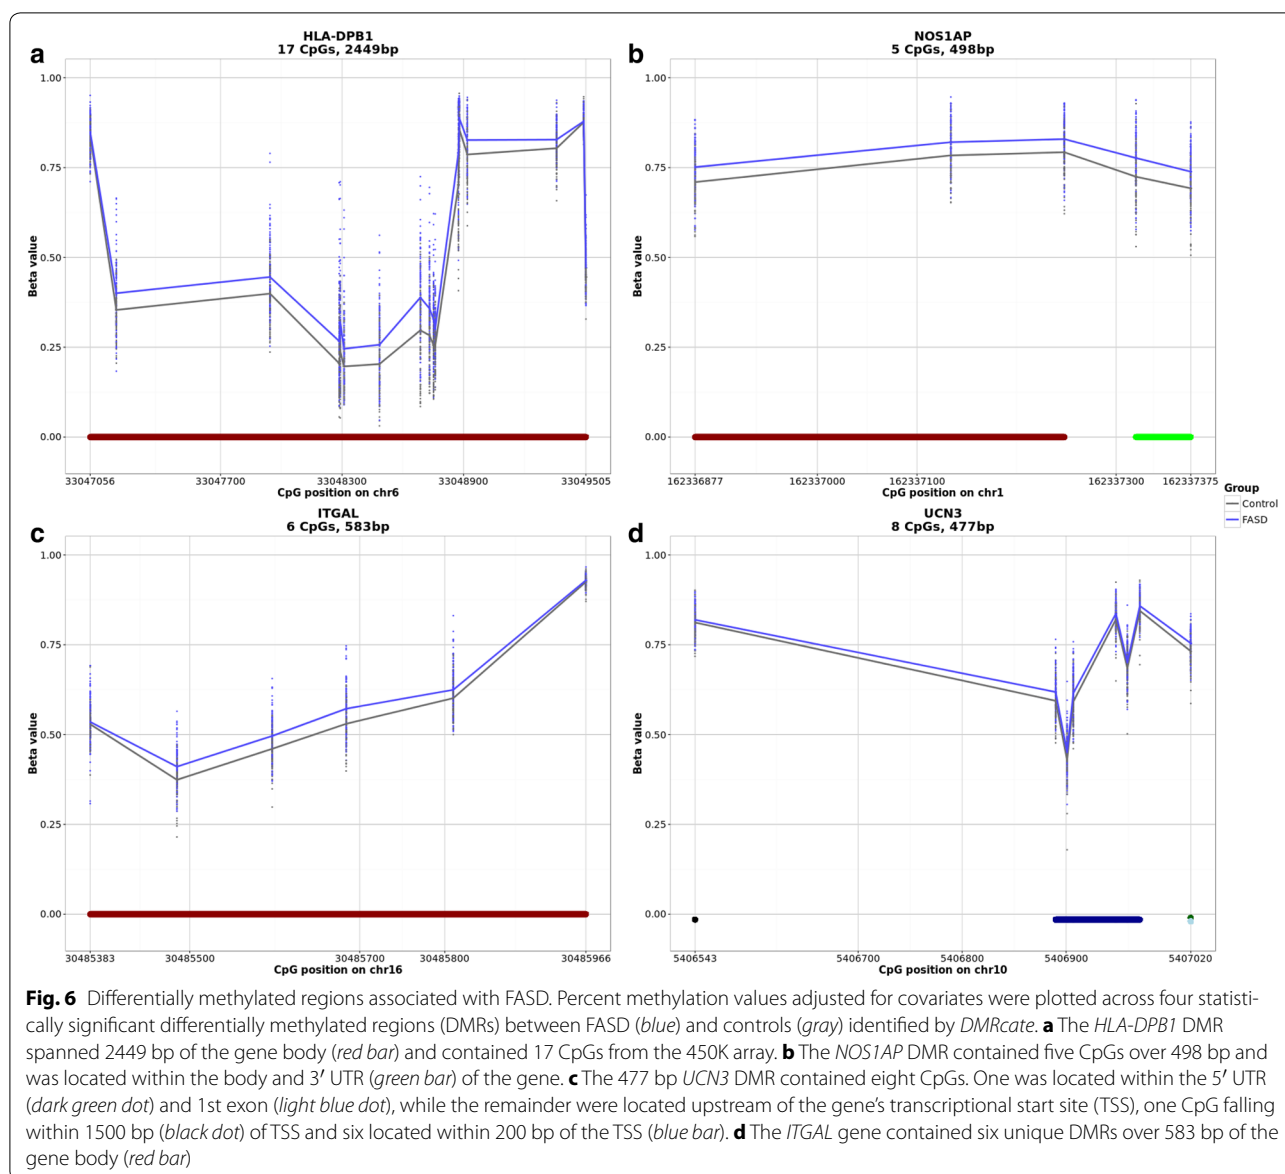 a
HLA-DPB1
17 CpGs, 2449bp
1.00
0.75
0.50
0.25
0.00
Beta value
33047056 33047700 33048300 33048900 33049505
CpG position on chr6
b
NOS1AP
5 CpGs, 498bp
1.00
0.75
0.50
0.25
0.00
Beta value
162336877 162337000 162337100 162337300 162337375
CpG position on chr1
Group
Control
FASD
c
ITGAL
6 CpGs, 583bp
1.00
0.75
0.50
0.25
0.00
Beta value
30485383 30485500 30485700 30485800 30485966
CpG position on chr16
d
UCN3
8 CpGs, 477bp
1.00
0.75
0.50
0.25
0.00
Beta value
5406543 5406700 5406800 5406900 5407020
CpG position on chr10
Fig. 6 Differentially methylated regions associated with FASD. Percent methylation values adjusted for covariates were plotted across four statisti-
cally significant differentially methylated regions (DMRs) between FASD (blue) and controls (gray) identified by DMRcate. a The HLA-DPB1 DMR
spanned 2449 bp of the gene body (red bar) and contained 17 CpGs from the 450K array. b The NOS1AP DMR contained five CpGs over 498 bp and
was located within the body and 3′ UTR (green bar) of the gene. c The 477 bp UCN3 DMR contained eight CpGs. One was located within the 5′ UTR
(dark green dot) and 1st exon (light blue dot), while the remainder were located upstream of the gene's transcriptional start site (TSS), one CpG falling
within 1500 bp (black dot) of TSS and six located within 200 bp of the TSS (blue bar). d The ITGAL gene contained six unique DMRs over 583 bp of the
gene body (red bar)